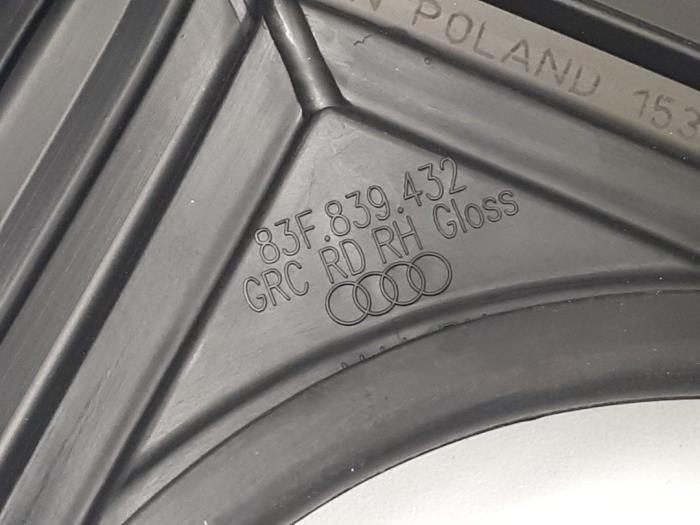 N POLAND 153
83F.839.432
GRC RD RH Gloss